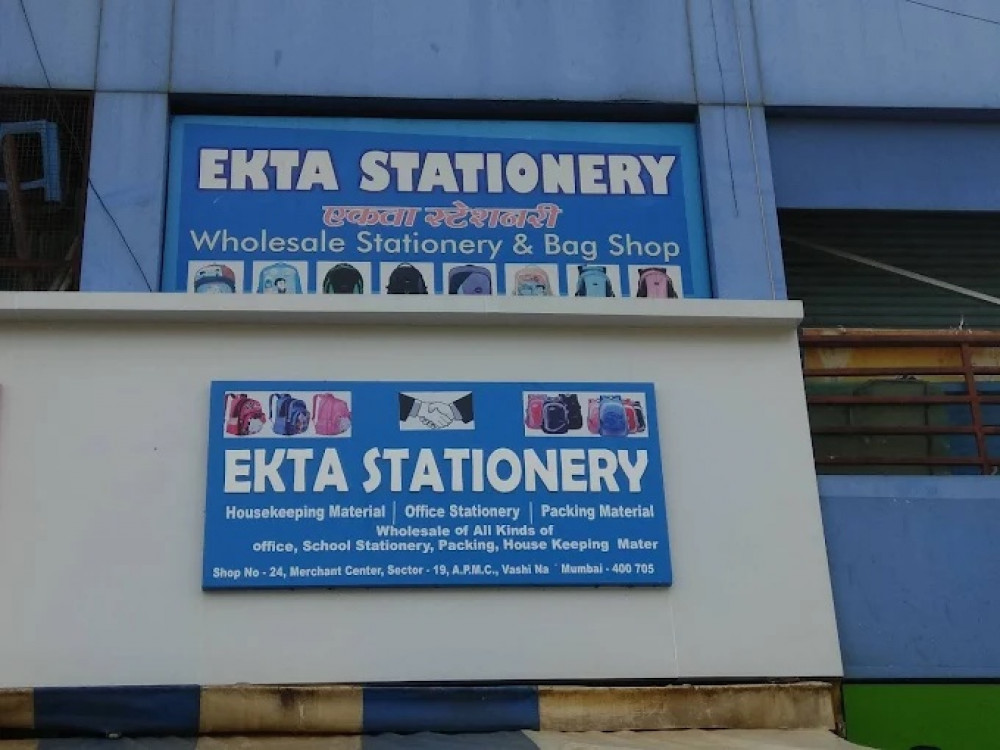 EKTA STATIONERY
एकता स्टेशनरी
Wholesale Stationery & Bag Shop
EKTA STATIONERY
Housekeeping Material | Office Stationery | Packing Material
Wholesale of All Kinds of
office, School Stationery, Packing, House Keeping Mater
Shop No - 24, Merchant Center, Sector - 19, A.P.M.C., Vashi Na Mumbai - 400 705